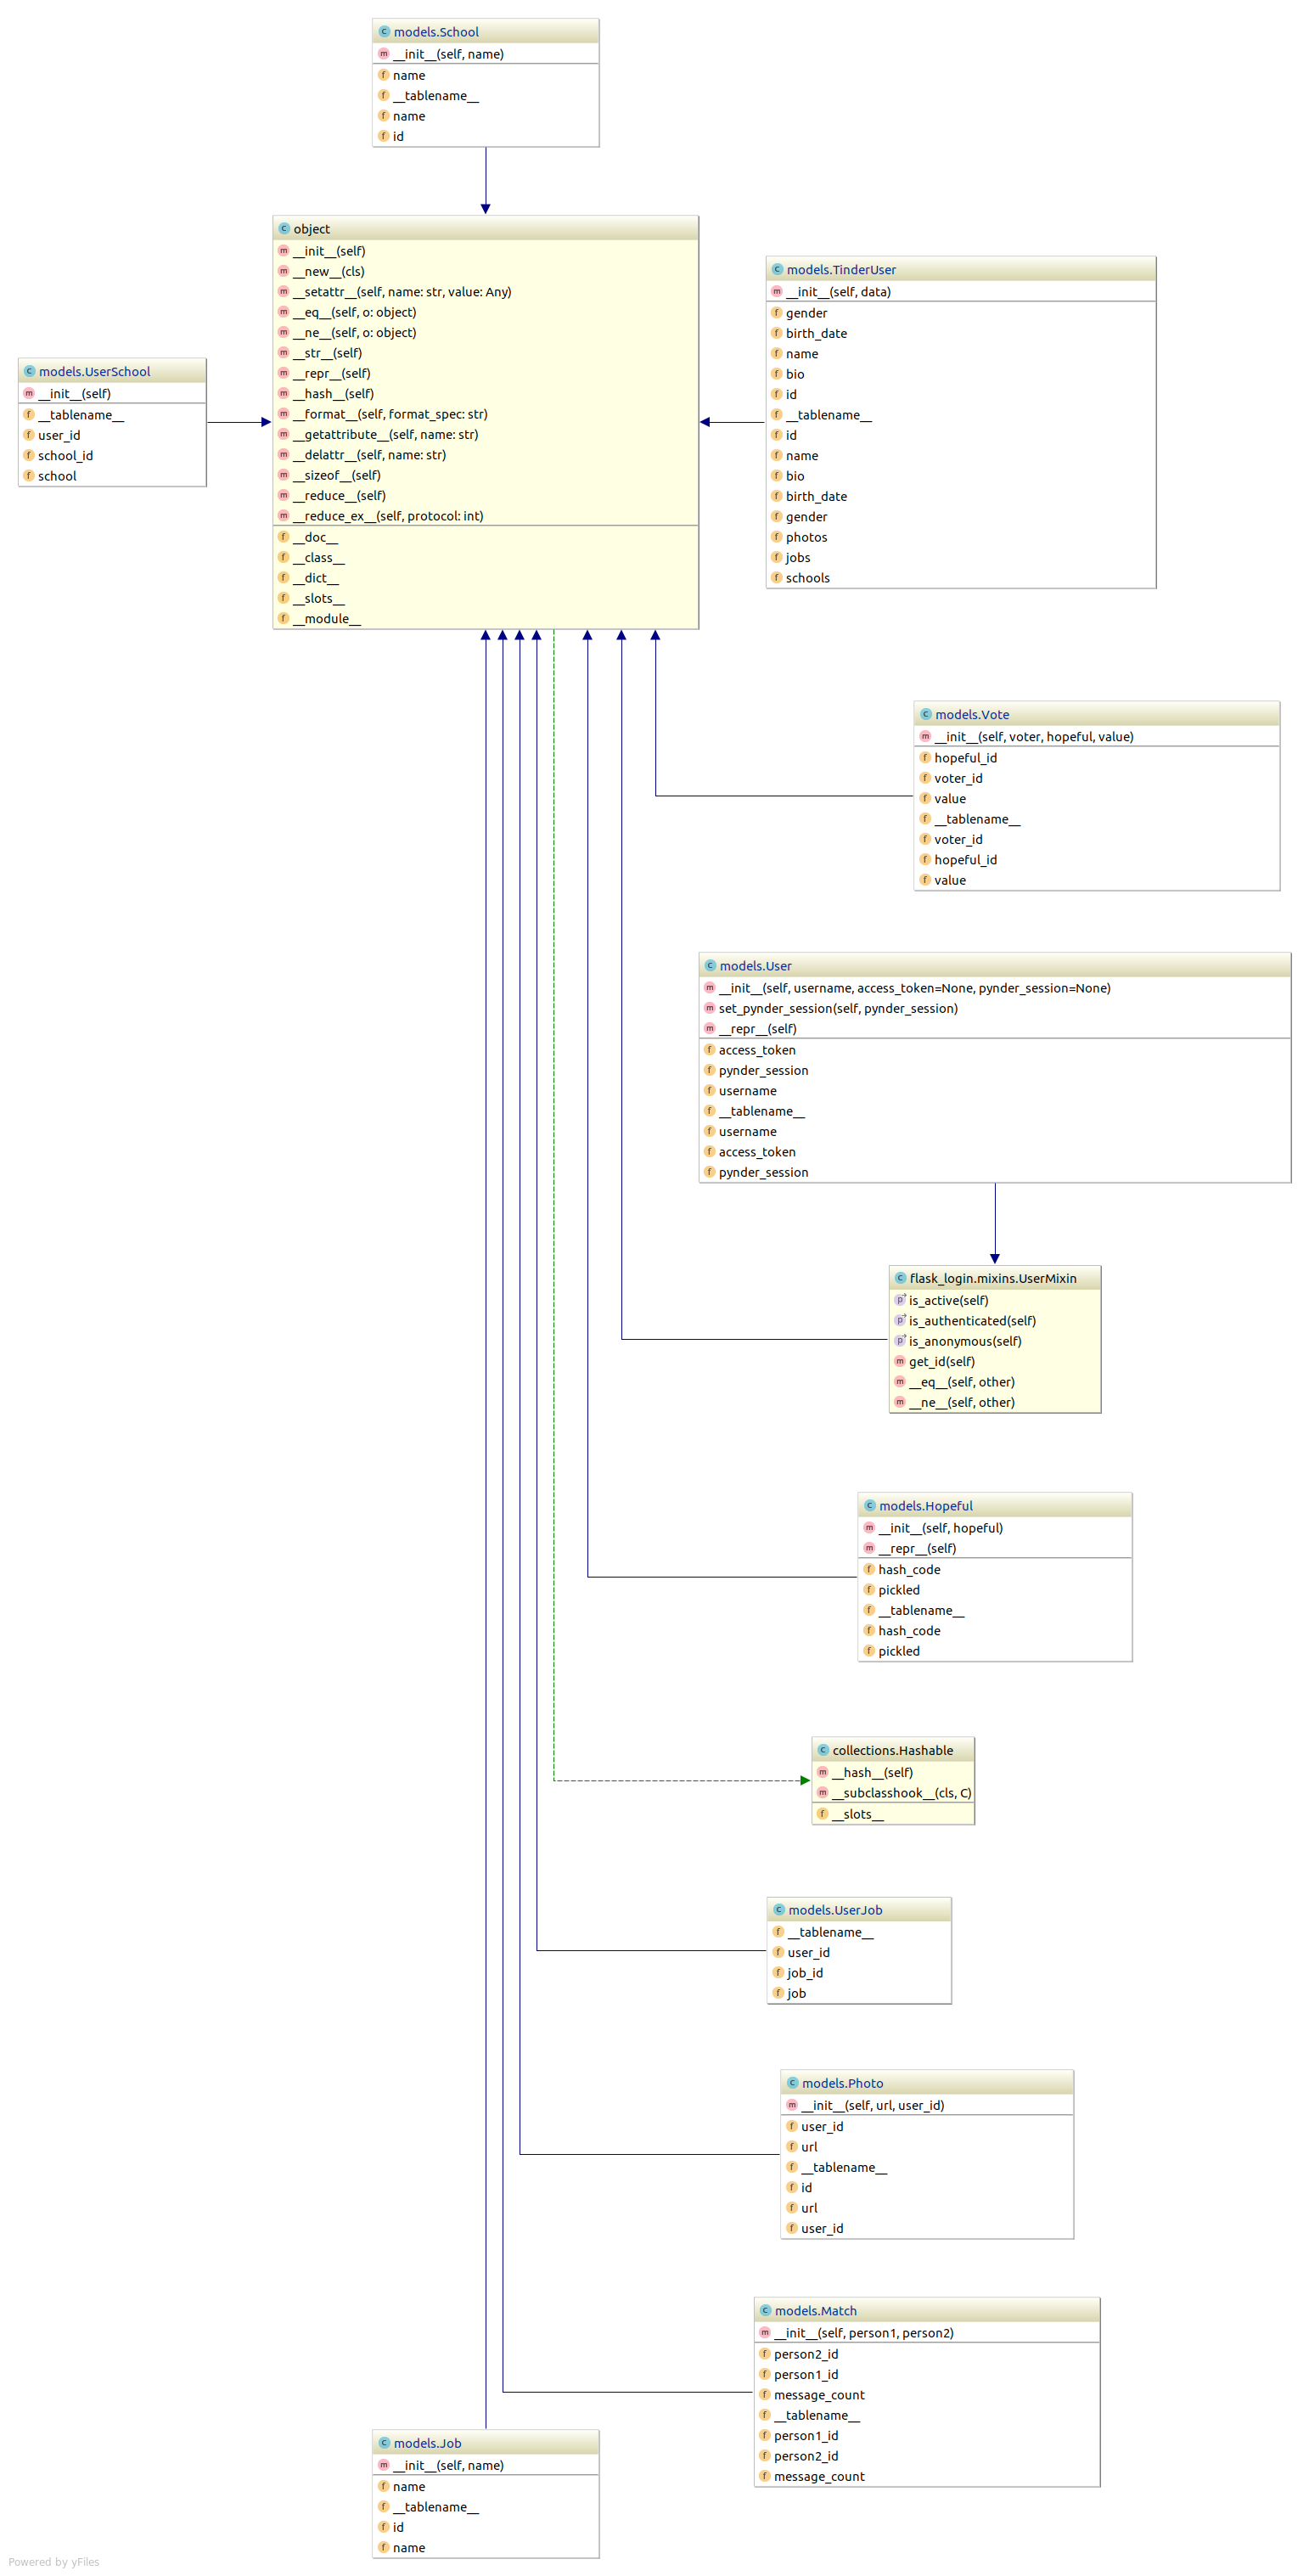 models.School
__init__(self, name)
name
__tablename__
name
id
object
__init__(self)
__new__(cls)
__setattr__(self, name: str, value: Any)
__eq__(self, o: object)
__ne__(self, o: object)
__str__(self)
__repr__(self)
__hash__(self)
__format__(self, format_spec: str)
__getattribute__(self, name: str)
__delattr__(self, name: str)
__sizeof__(self)
__reduce__(self)
__reduce_ex__(self, protocol: int)
__doc__
__class__
__dict__
__slots__
__module__
models.TinderUser
__init__(self, data)
gender
birth_date
name
bio
id
__tablename__
id
name
bio
birth_date
gender
photos
jobs
schools
models.UserSchool
__init__(self)
__tablename__
user_id
school_id
school
models.Vote
__init__(self, voter, hopeful, value)
hopeful_id
voter_id
value
__tablename__
voter_id
hopeful_id
value
models.User
__init__(self, username, access_token=None, pynder_session=None)
set_pynder_session(self, pynder_session)
__repr__(self)
access_token
pynder_session
username
__tablename__
username
access_token
pynder_session
flask_login.mixins.UserMixin
is_active(self)
is_authenticated(self)
is_anonymous(self)
get_id(self)
__eq__(self, other)
__ne__(self, other)
models.Hopeful
__init__(self, hopeful)
__repr__(self)
hash_code
pickled
__tablename__
hash_code
pickled
collections.Hashable
__hash__(self)
__subclasshook__(cls, C)
__slots__
models.UserJob
__tablename__
user_id
job_id
job
models.Photo
__init__(self, url, user_id)
user_id
url
__tablename__
id
url
user_id
models.Match
__init__(self, person1, person2)
person2_id
person1_id
message_count
__tablename__
person1_id
person2_id
message_count
models.Job
__init__(self, name)
name
__tablename__
id
name
Powered by yFiles